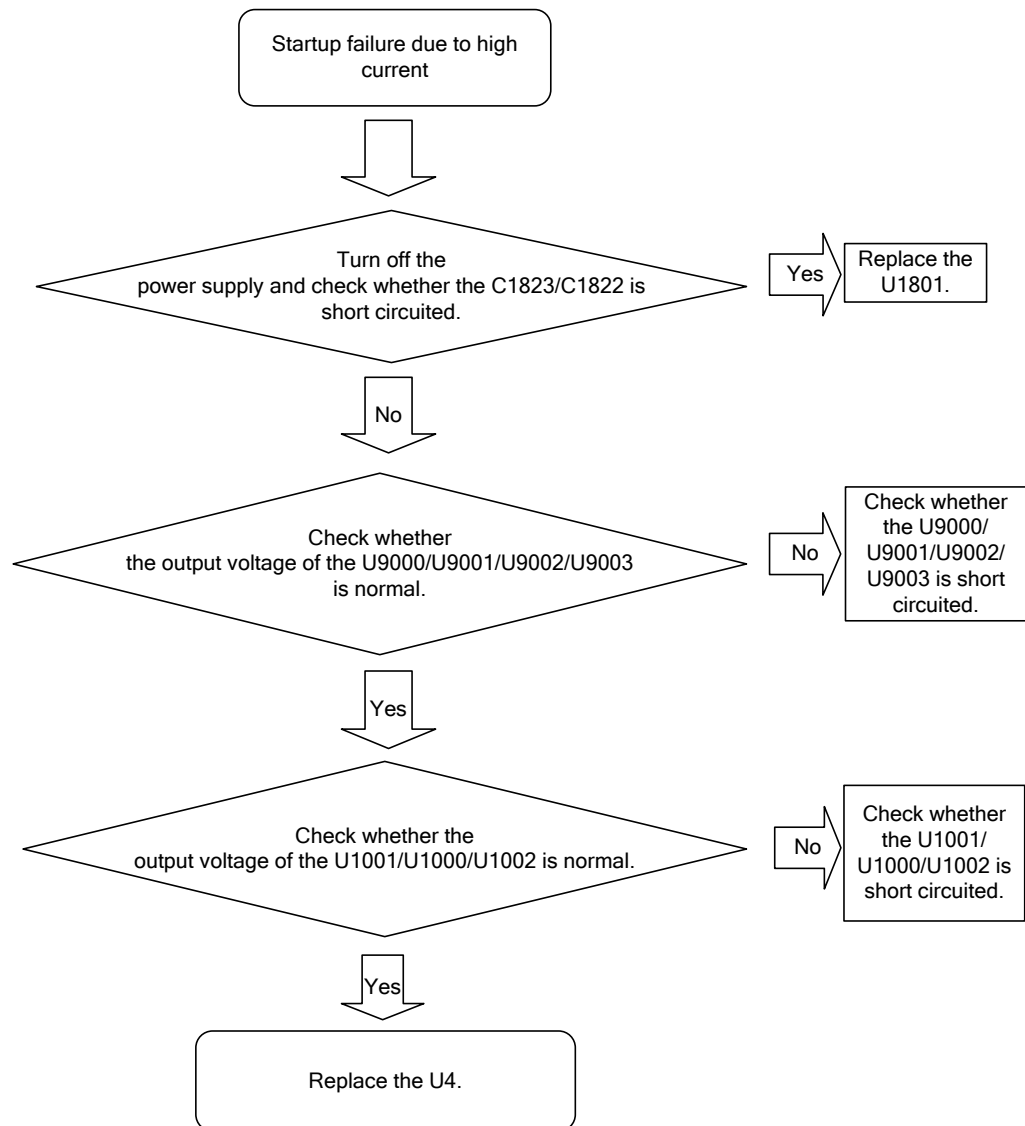 Startup failure due to high
current
Turn off the
power supply and check whether the C1823/C1822 is
short circuited.
Yes
Replace the
U1801.
No
Check whether
the output voltage of the U9000/U9001/U9002/U9003
is normal.
No
Check whether
the U9000/
U9001/U9002/
U9003 is short
circuited.
Yes
Check whether the
output voltage of the U1001/U1000/U1002 is normal.
No
Check whether
the U1001/
U1000/U1002 is
short circuited.
Yes
Replace the U4.